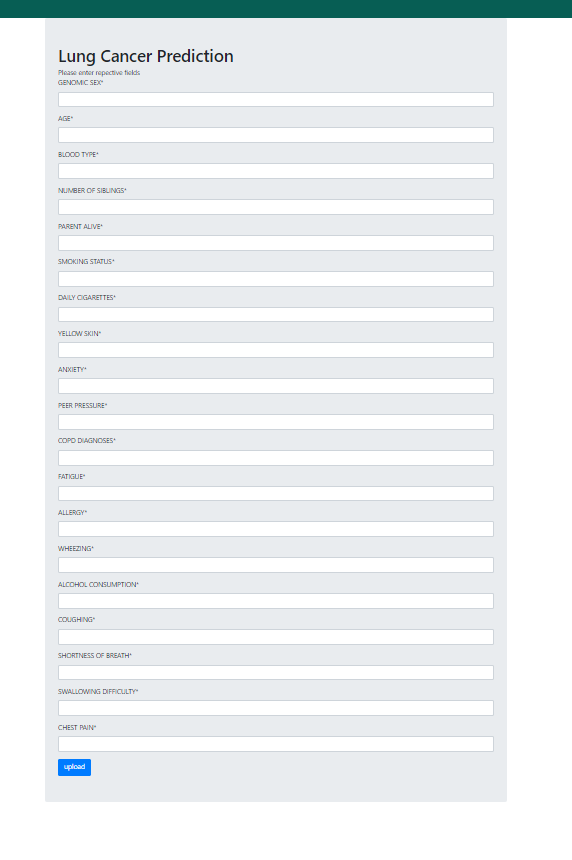 Lung Cancer Prediction
Please enter repective fields
GENOMIC SEX*
AGE*
BLOOD TYPE*
NUMBER OF SIBLINGS*
PARENT ALIVE*
SMOKING STATUS*
DAILY CIGARETTES*
YELLOW SKIN*
ANXIETY*
PEER PRESSURE*
COPD DIAGNOSES*
FATIGUE*
ALLERGY*
WHEEZING*
ALCOHOL CONSUMPTION*
COUGHING*
SHORTNESS OF BREATH*
SWALLOWING DIFFICULTY*
CHEST PAIN*
upload